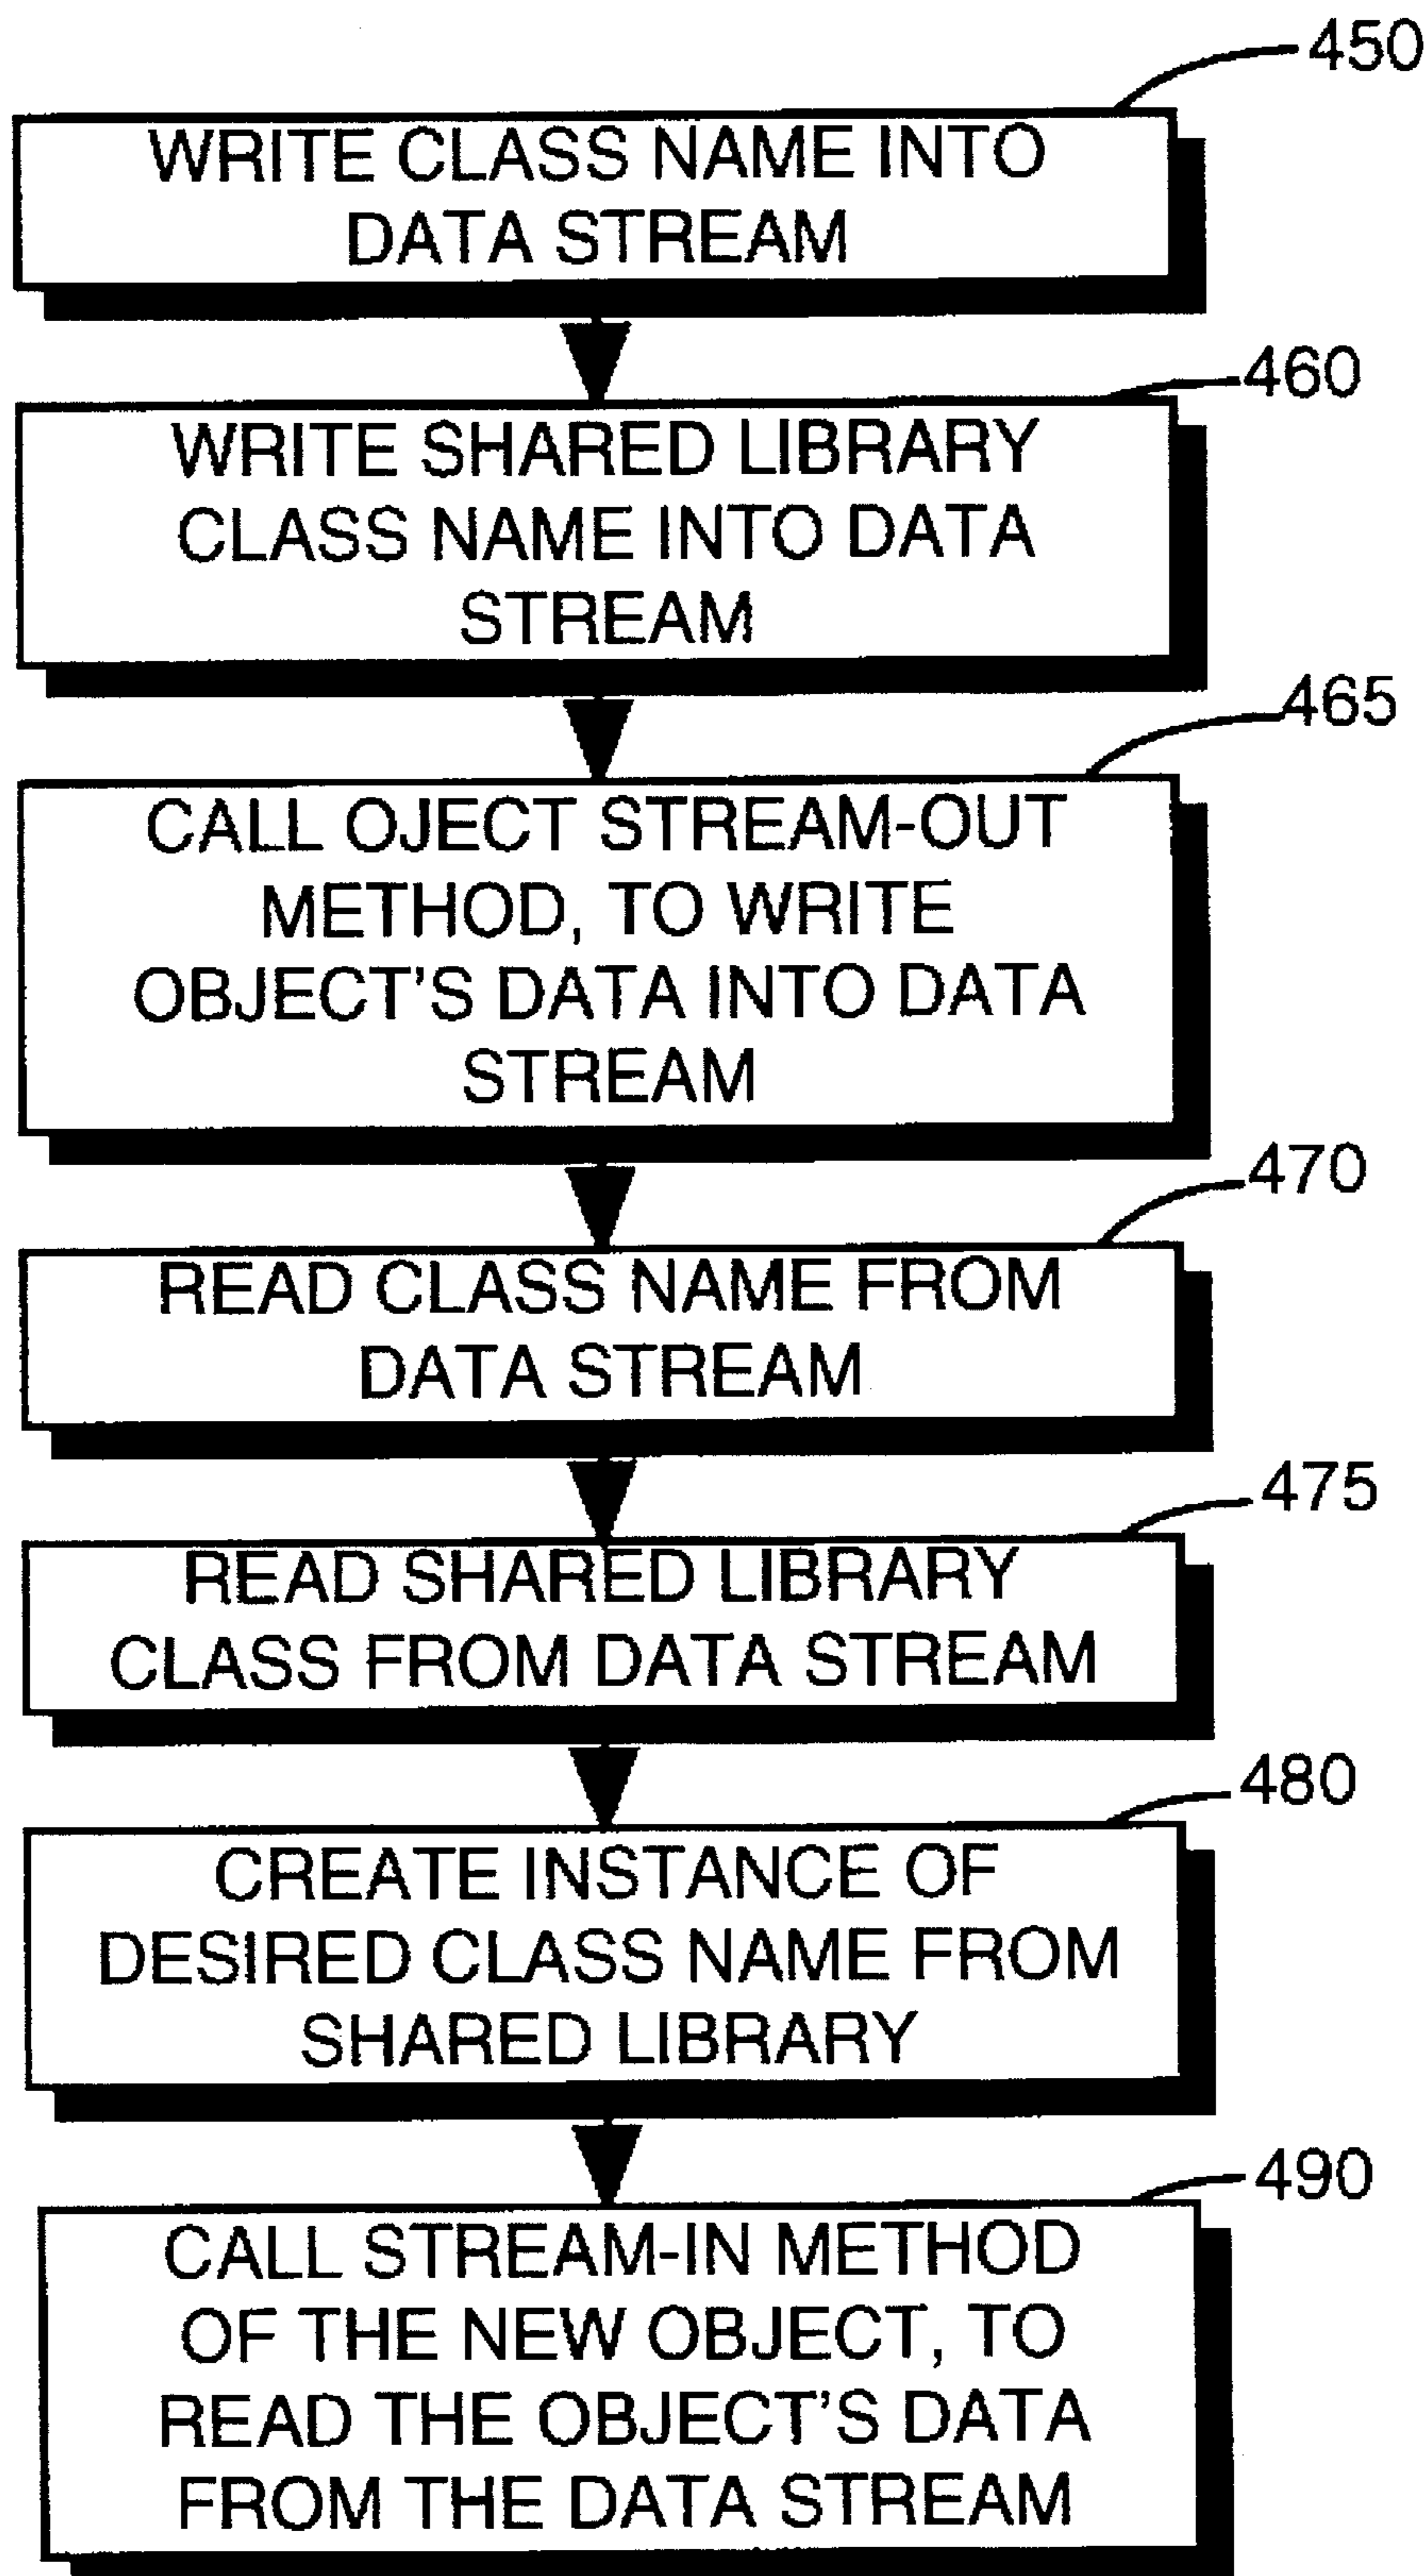 450
WRITE CLASS NAME INTO
DATA STREAM
460
WRITE SHARED LIBRARY
CLASS NAME INTO DATA
STREAM
465
CALL OJECT STREAM-OUT
METHOD, TO WRITE
OBJECT'S DATA INTO DATA
STREAM
470
READ CLASS NAME FROM
DATA STREAM
475
READ SHARED LIBRARY
CLASS FROM DATA STREAM
480
CREATE INSTANCE OF
DESIRED CLASS NAME FROM
SHARED LIBRARY
490
CALL STREAM-IN METHOD
OF THE NEW OBJECT, TO
READ THE OBJECT'S DATA
FROM THE DATA STREAM